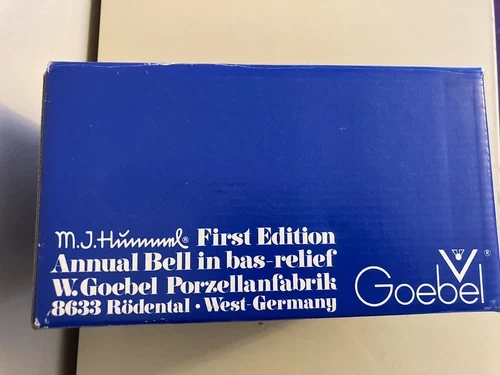 M.J.Hummel® First Edition
Annual Bell in bas-relief
W. Goebel Porzellanfabrik
8633 Rödental • West-Germany
Goebel ®